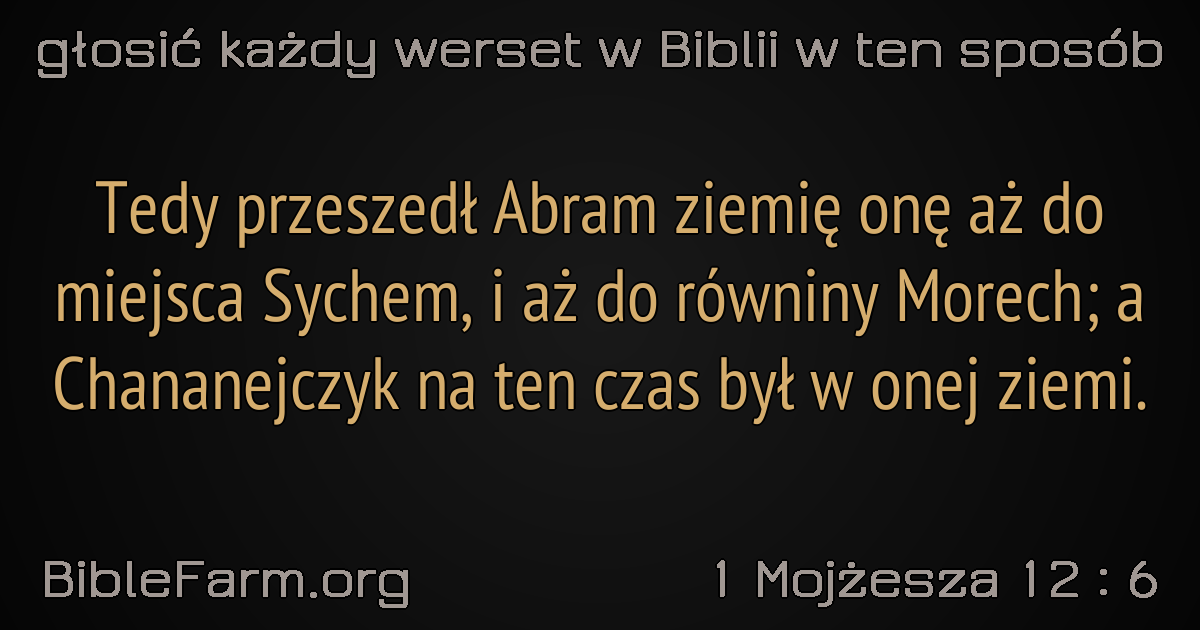 głosić każdy werset w Biblii w ten sposób
Tedy przeszedł Abram ziemię onę aż do
miejsca Sychem, i aż do równiny Morech; a
Chananejczyk na ten czas był w onej ziemi.
BibleFarm.org
1 Mojżesza 12 : 6